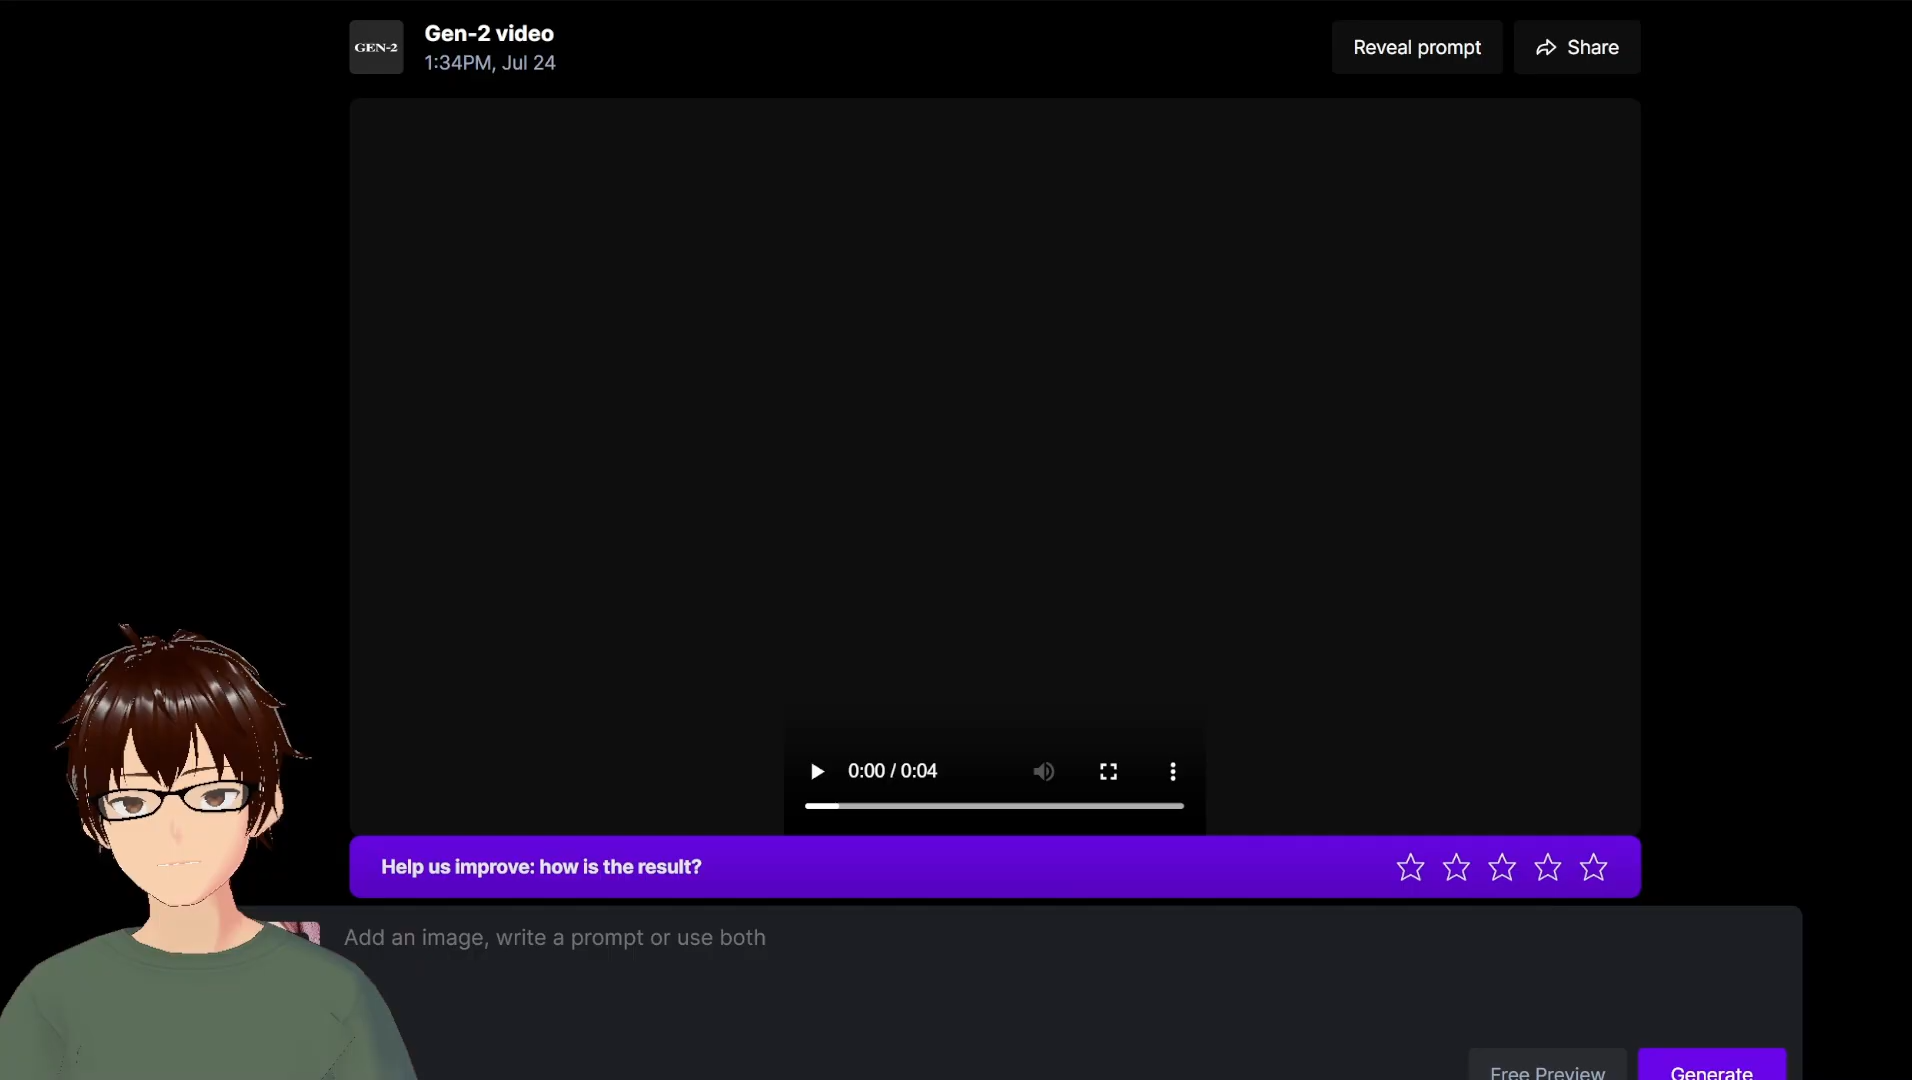 GEN-2
Gen-2 video
1:34PM, Jul 24
Reveal prompt
Share
0:00 / 0:04
Help us improve: how is the result?
Add an image, write a prompt or use both
Free Preview
Generate